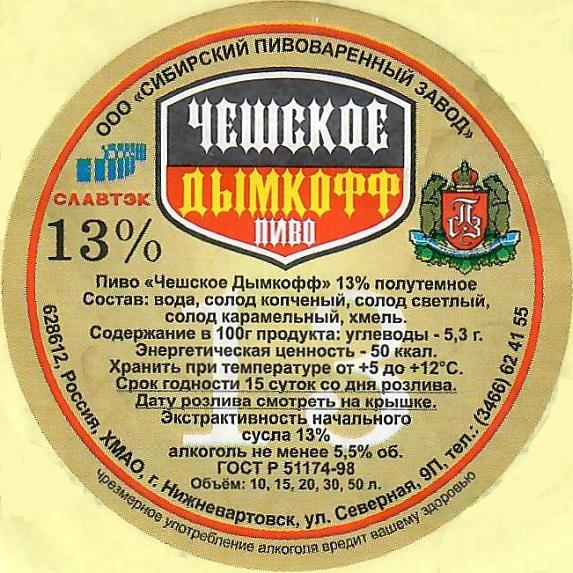 ООО «СИБИРСКИЙ ПИВОВАРЕННЫЙ ЗАВОД»
ЧЕШСКОЕ
ДЫМКОФФ
ПИВО
СЛАВТЭК
13%
СПЗ
Пиво «Чешское Дымкофф» 13% полутемное
Состав: вода, солод копченый, солод светлый,
солод карамельный, хмель.
Содержание в 100г продукта: углеводы - 5,3 г.
Энергетическая ценность - 50 ккал.
Хранить при температуре от +5 до +12°С.
Срок годности 15 суток со дня розлива.
Дату розлива смотреть на крышке.
Экстрактивность начального
сусла 13%
алкоголь не менее 5,5% об.
ГОСТ Р 51174-98
Объём: 10, 15, 20, 30, 50 л.
628612, Россия, ХМАО, г. Нижневартовск, ул. Северная, 9П, тел.: (3466) 62 41 55
чрезмерное употребление алкоголя вредит вашему здоровью